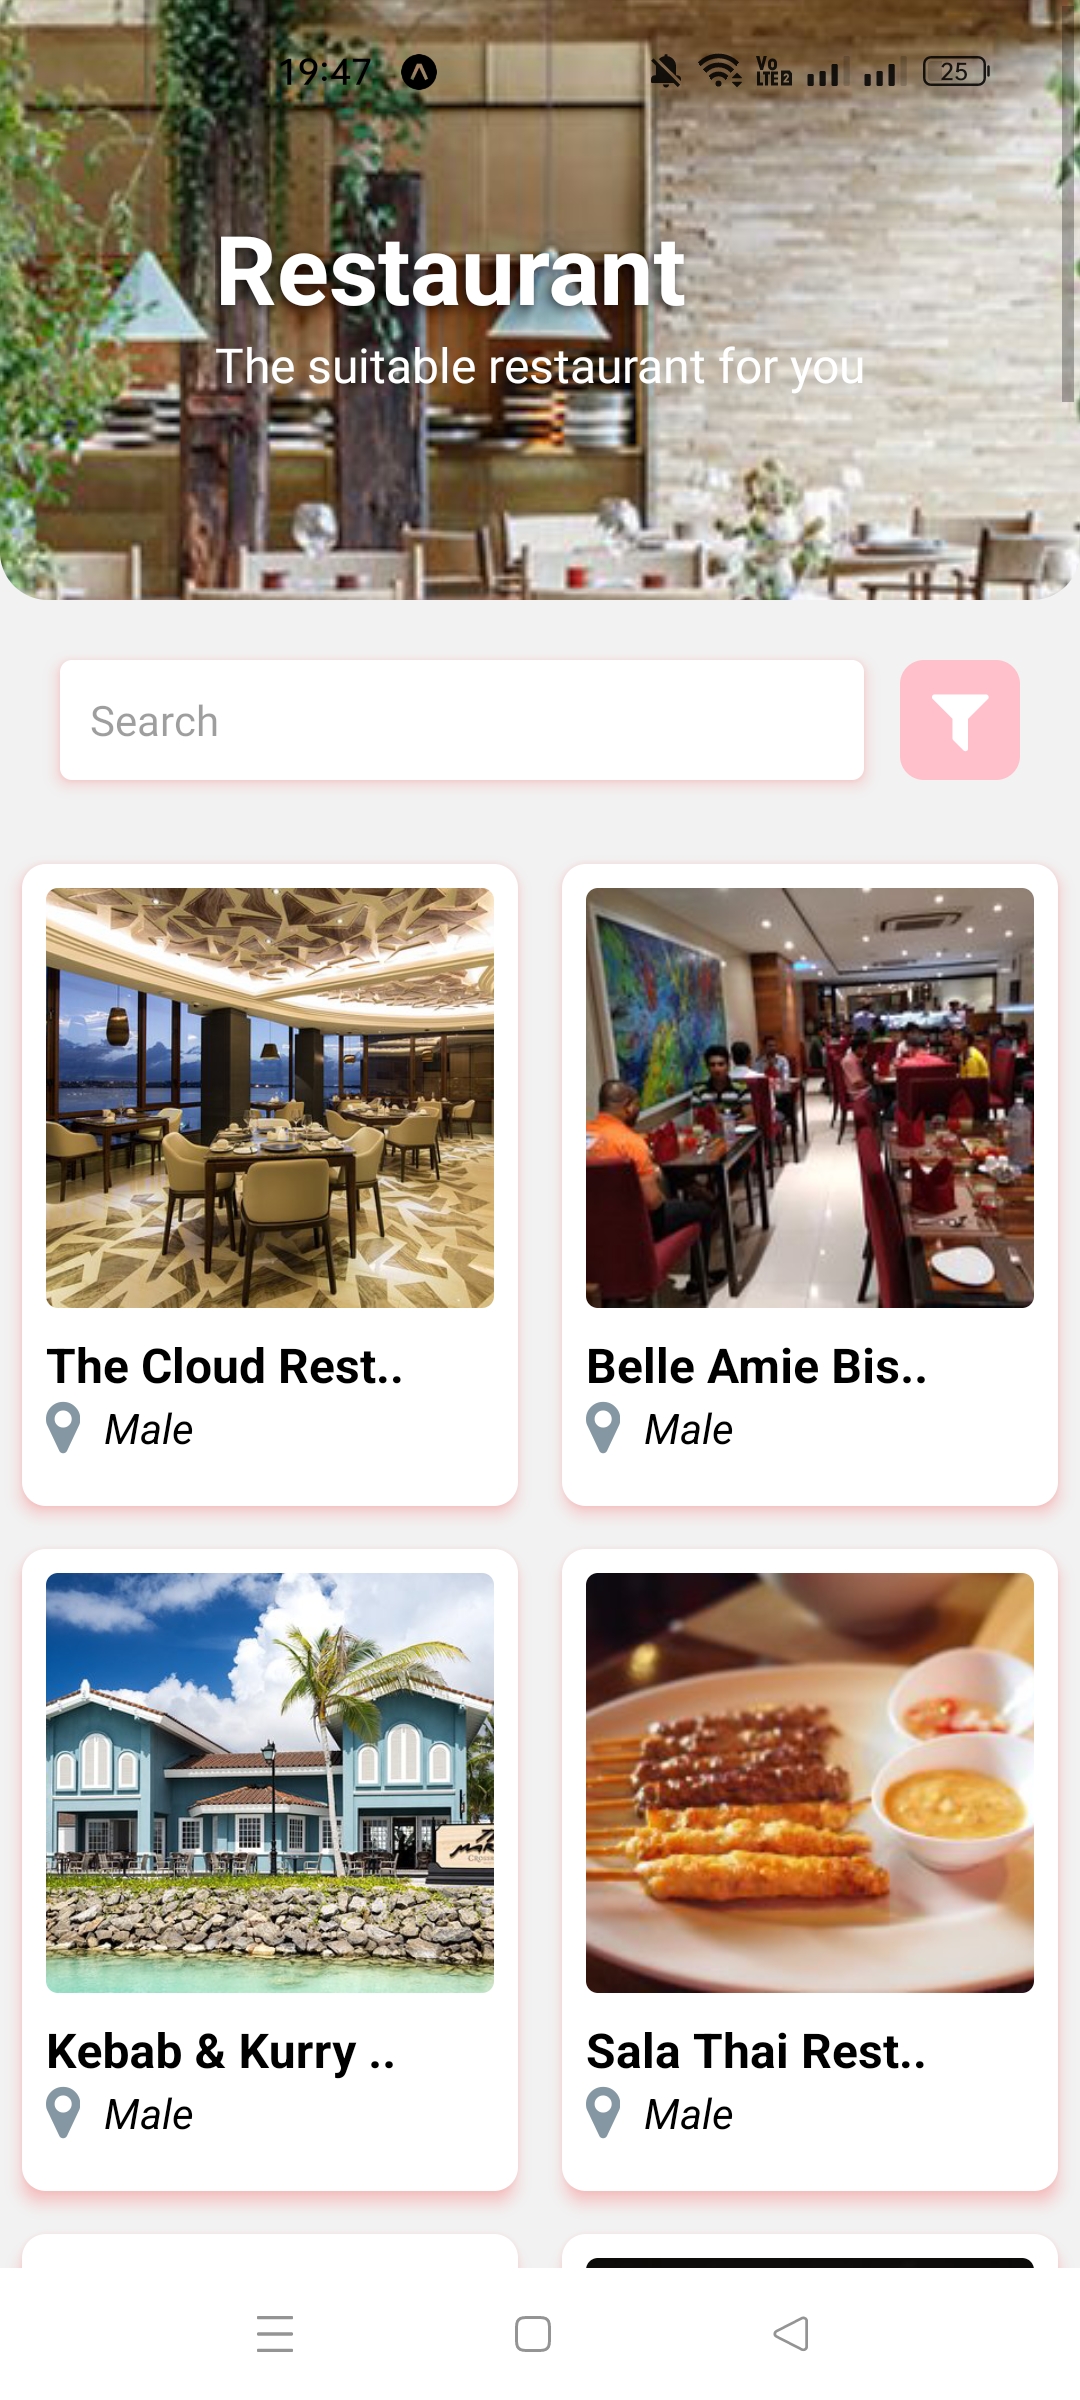 19:47
Vo
LTE2
25
Restaurant
The suitable restaurant for you
Search
The Cloud Rest..
Belle Amie Bis..
Male
Male
Kebab & Kurry ..
Sala Thai Rest..
Male
Male